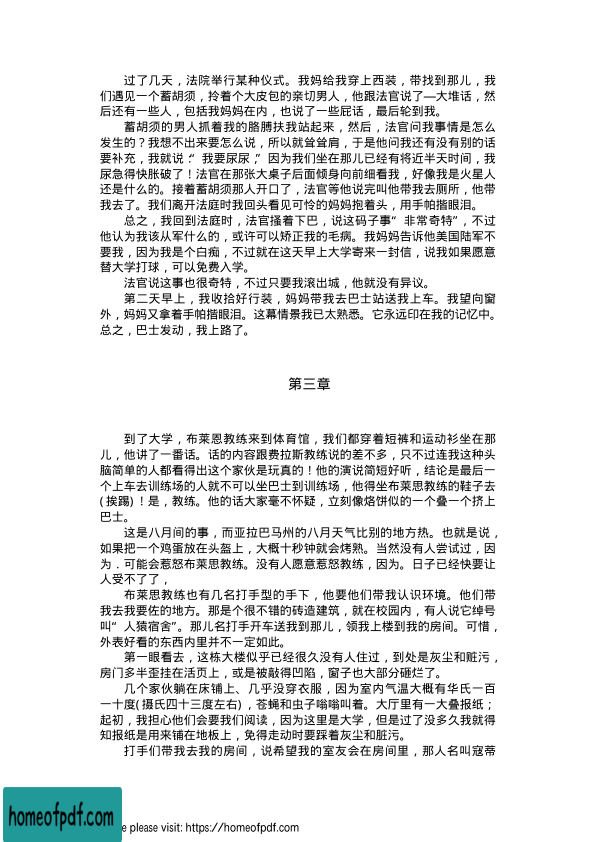 过了几天，法院举行某种仪式。我妈给我穿上西装，带找到那儿，我
们遇见一个蓄胡须，拎着个大皮包的亲切男人，他跟法官说了—大堆话，然
后还有一些人，包括我妈妈在内，也说了一些屁话，最后轮到我。
蓄胡须的男人抓着我的胳膊扶我站起来，然后，法官问我事情是怎么
发生的？我想不出来要怎么说，所以就耸耸肩，于是他问我还有没有别的话
要补充，我就说：“我要尿尿，”因为我们坐在那儿已经有将近半天时间，我
尿急得快胀破了！法官在那张大桌子后面倾身向前细看我，好像我是火星人
还是什么的。接着蓄胡须那人开口了，法官等他说完叫他带我去厕所，他带
我去了。我们离开法庭时我回头看见可怜的妈妈抱着头，用手帕揩眼泪。
总之，我回到法庭时，法官搔着下巴，说这码子事“非常奇特”，不过
他认为我该从军什么的，或许可以矫正我的毛病。我妈妈告诉他美国陆军不
要我，因为我是个白痴，不过就在这天早上大学寄来一封信，说我如果愿意
替大学打球，可以免费入学。
法官说这事也很奇特，不过只要我滚出城，他就没有异议。
第二天早上，我收拾好行装，妈妈带我去巴士站送我上车。我望向窗
外，妈妈又拿着手帕揩眼泪。这幕情景我已太熟悉。它永远印在我的记忆中。
总之，巴士发动，我上路了。
第三章
到了大学，布莱恩教练来到体育馆，我们都穿着短裤和运动衫坐在那
儿，他讲了一番话。话的内容跟费拉斯教练说的差不多，只不过连我这种头
脑简单的人都看得出这个家伙是玩真的！他的演说简短好听，结论是最后一
个上车去训练场的人就不可以坐巴士到训练场，他得坐布莱思教练的鞋子去
(挨踢)！是，教练。他的话大家毫不怀疑，立刻像烙饼似的一个叠一个挤上
巴士。
这是八月间的事，而亚拉巴马州的八月天气比别的地方热。也就是说，
如果把一个鸡蛋放在头盔上，大概十秒钟就会烤熟。当然没有人尝试过，因
为．可能会惹怒布莱思教练。没有人愿意惹怒教练，因为。日子已经快要让
人受不了了，
布莱思教练也有几名打手型的手下，他要他们带我认识环境。他们带
我去我要佐的地方。那是个很不错的砖造建筑，就在校园内，有人说它绰号
叫“人猿宿舍”。那几名打手开车送我到那儿，领我上楼到我的房间。可惜，
外表好看的东西内里并不一定如此。
第一眼看去，这栋大楼似乎已经很久没有人住过，到处是灰尘和赃污，
房门多半歪挂在活页上，或是被敲得凹陷，窗子也大部分砸烂了。
几个家伙躺在床铺上、几乎没穿衣服，因为室内气温大概有华氏一百
一十度(摄氏四十三度左右)，苍蝇和虫子嗡嗡叫着。大厅里有一大叠报纸；
起初，我担心他们会要我们阅读，因为这里是大学，但是过了没多久我就得
知报纸是用来铺在地板上，免得走动时要踩着灰尘和脏污。
打手们带我去我的房间，说希望我的室友会在房间里，那人名叫寇蒂
homeofpdf.com
please visit: https://homeofpdf.com